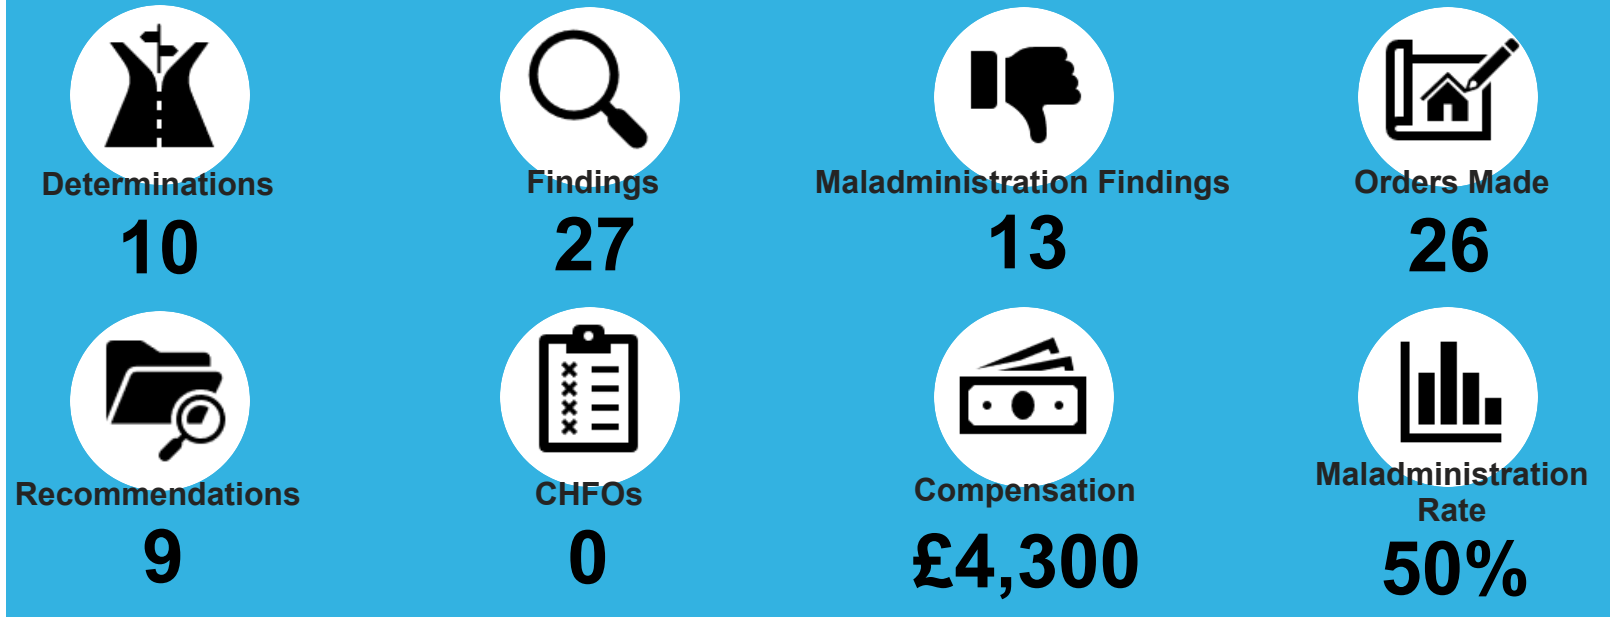 Determinations
10
Findings
27
Maladministration Findings
13
Orders Made
26
Recommendations
9
CHFOs
0
Compensation
£4,300
Maladministration
Rate
50%